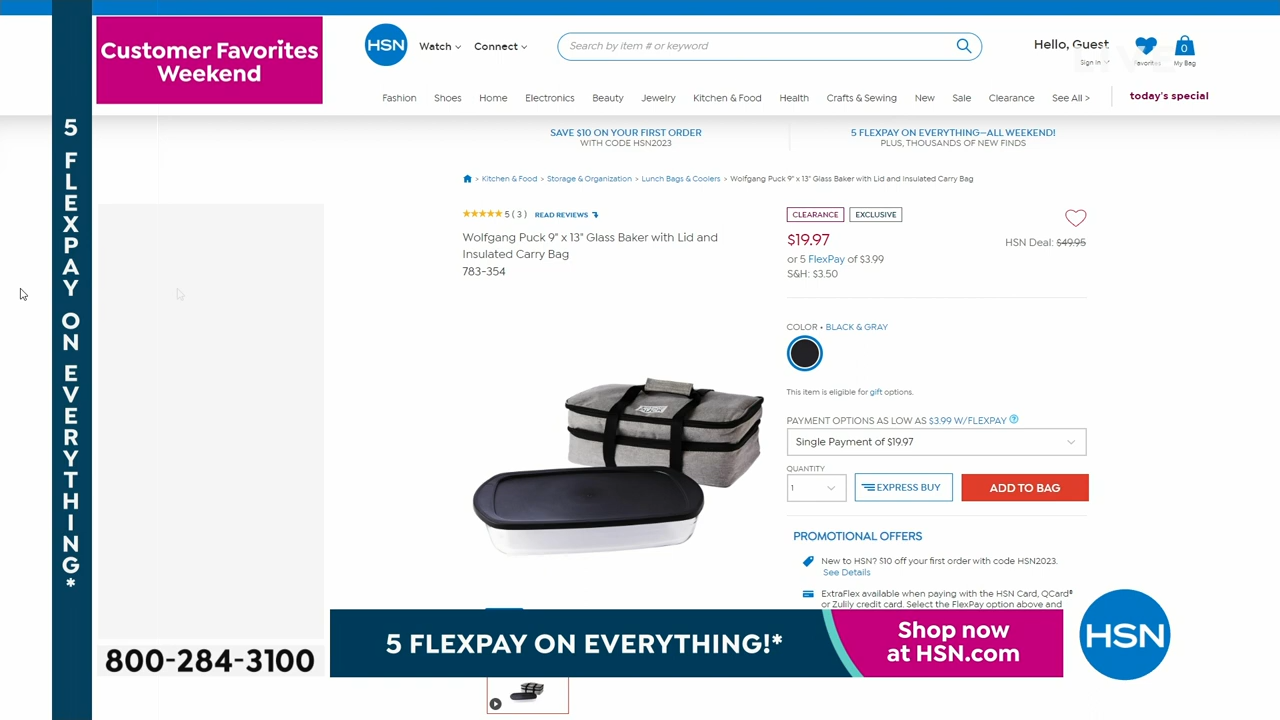 Customer Favorites
Weekend
HSN
Watch
Connect
Search by item # or keyword
Hello, Guest
Sign In
Favorites
0
My Bag
Fashion
Shoes
Home
Electronics
Beauty
Jewelry
Kitchen & Food
Health
Crafts & Sewing
New
Sale
Clearance
See All >
today's special
SAVE $10 ON YOUR FIRST ORDER
WITH CODE HSN2023
5 FLEXPAY ON EVERYTHING—ALL WEEKEND!
PLUS, THOUSANDS OF NEW FINDS
5 FLEXPAY ON EVERYTHING*
> Kitchen & Food > Storage & Organization > Lunch Bags & Coolers > Wolfgang Puck 9" x 13" Glass Baker with Lid and Insulated Carry Bag
5 ( 3 ) READ REVIEWS
Wolfgang Puck 9" x 13" Glass Baker with Lid and
Insulated Carry Bag
783-354
CLEARANCE
EXCLUSIVE
$19.97
HSN Deal: $49.95
or 5 FlexPay of $3.99
S&H: $3.50
COLOR • BLACK & GRAY
This item is eligible for gift options.
PAYMENT OPTIONS AS LOW AS $3.99 W/FLEXPAY
Single Payment of $19.97
QUANTITY
1
EXPRESS BUY
ADD TO BAG
PROMOTIONAL OFFERS
New to HSN? $10 off your first order with code HSN2023.
See Details
ExtraFlex available when paying with the HSN Card, QCard®
or Zulily credit card. Select the FlexPay option above and
800-284-3100
5 FLEXPAY ON EVERYTHING!*
Shop now
at HSN.com
HSN